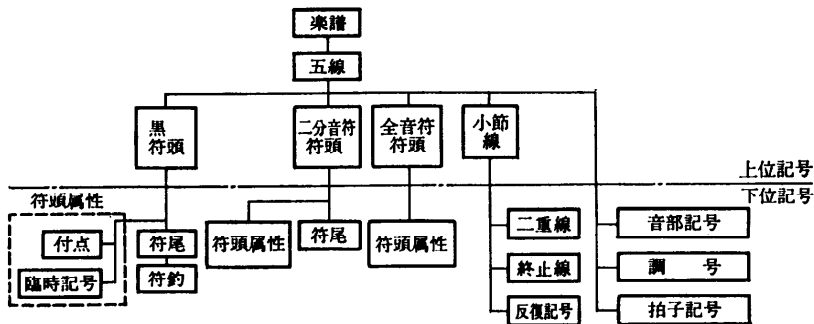 楽譜
五線
黒
符頭
二分音符
符頭
全音符
符頭
小節
線
上位記号
下位記号
符頭属性
付点
臨時記号
符尾
符鈎
符頭属性
符尾
符頭属性
二重線
終止線
反復記号
音部記号
調 号
拍子記号